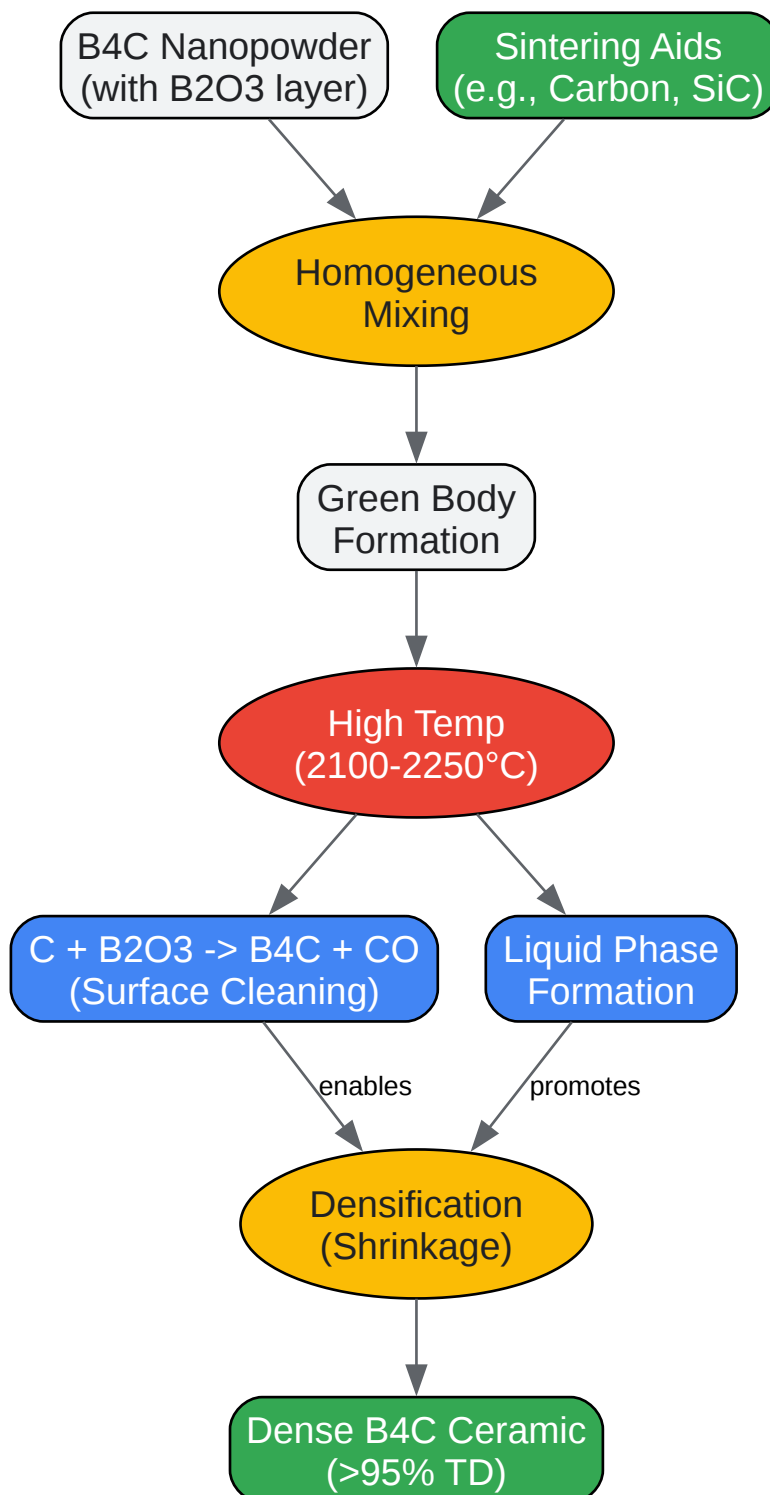 B4C Nanopowder
(with B2O3 layer)
Sintering Aids
(e.g., Carbon, SiC)
Homogeneous
Mixing
Green Body
Formation
High Temp
(2100-2250°C)
C + B2O3 -> B4C + CO
(Surface Cleaning)
Liquid Phase
Formation
enables
promotes
Densification
(Shrinkage)
Dense B4C Ceramic
(>95% TD)